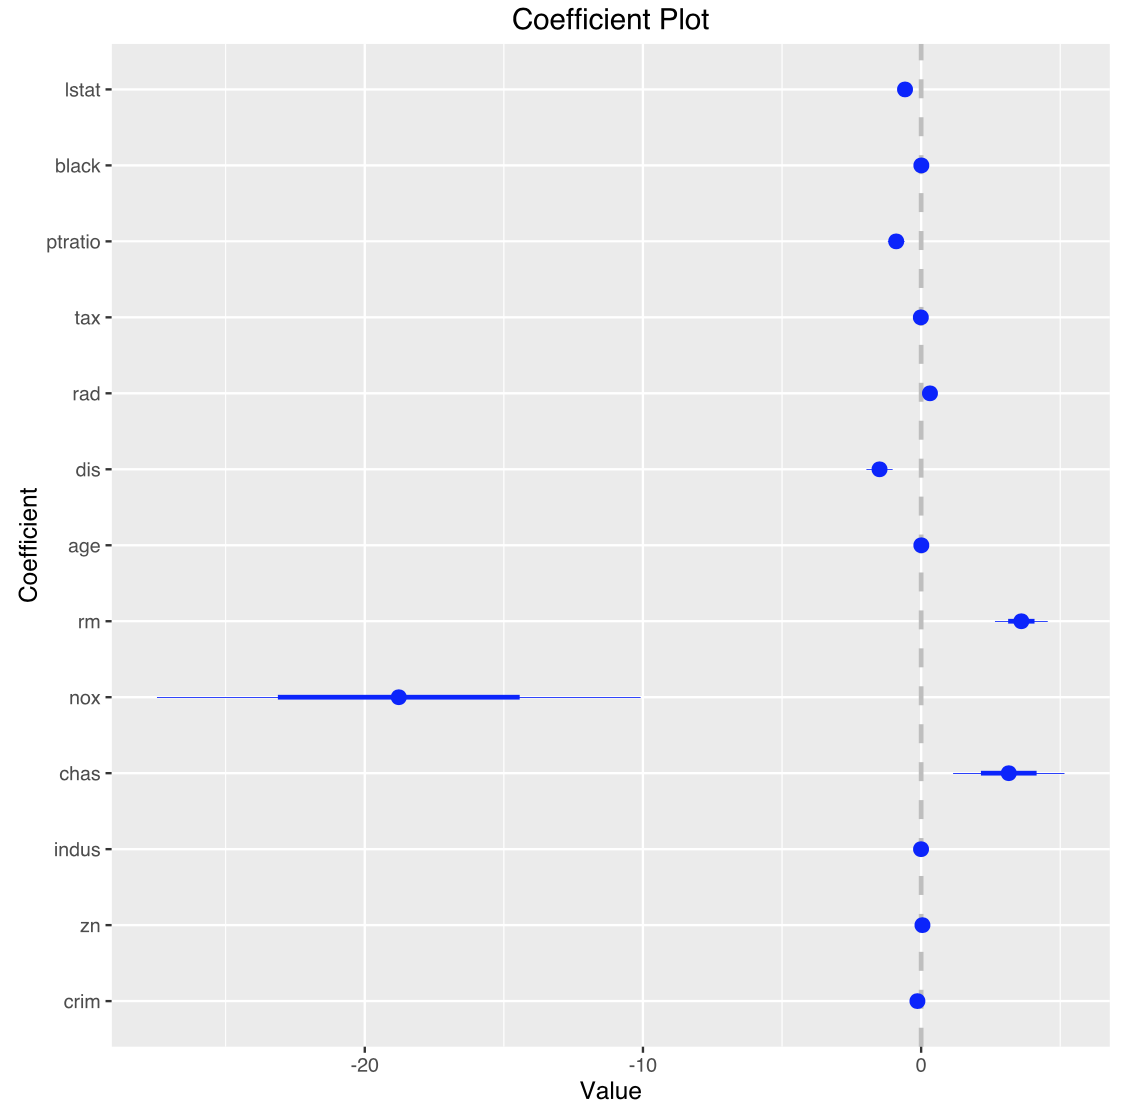 Coefficient Plot
lstat
black
ptratio
tax
rad
dis
age
rm
nox
chas
indus
zn
crim
Coefficient
-20 -10 0
Value